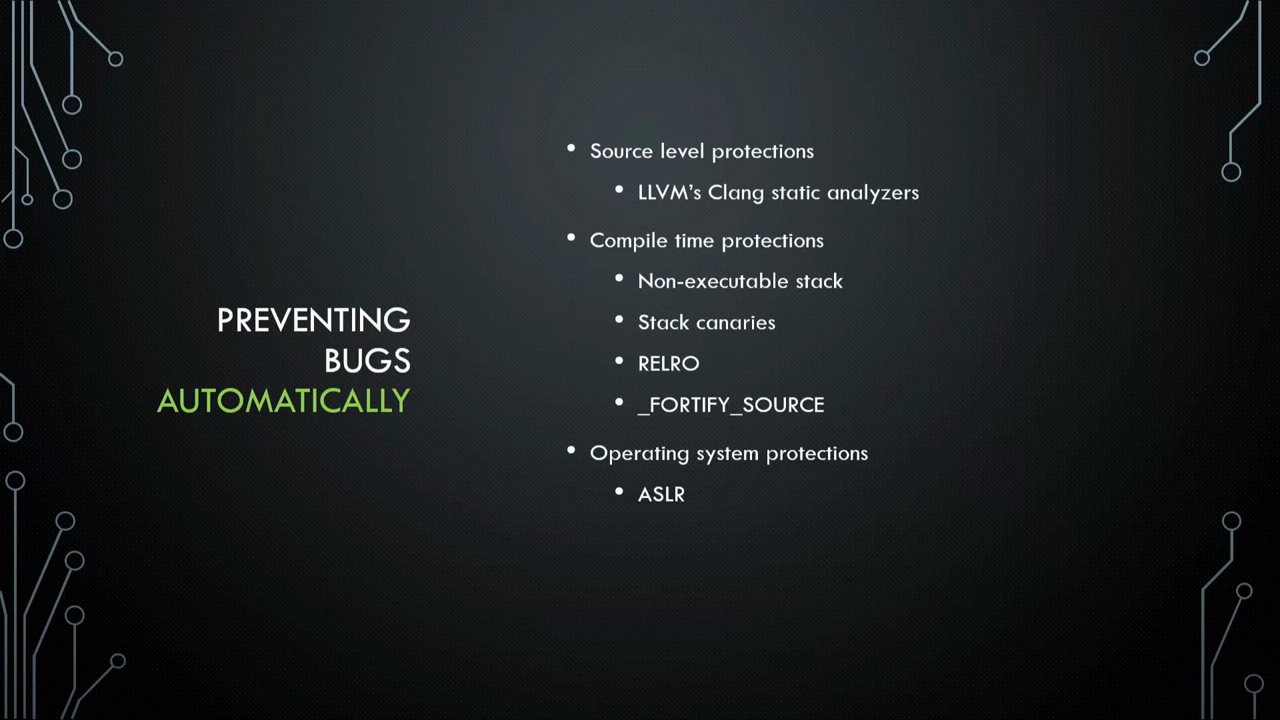 PREVENTING
BUGS
AUTOMATICALLY
• Source level protections
• LLVM’s Clang static analyzers
• Compile time protections
• Non-executable stack
• Stack canaries
• RELRO
• _FORTIFY_SOURCE
• Operating system protections
• ASLR